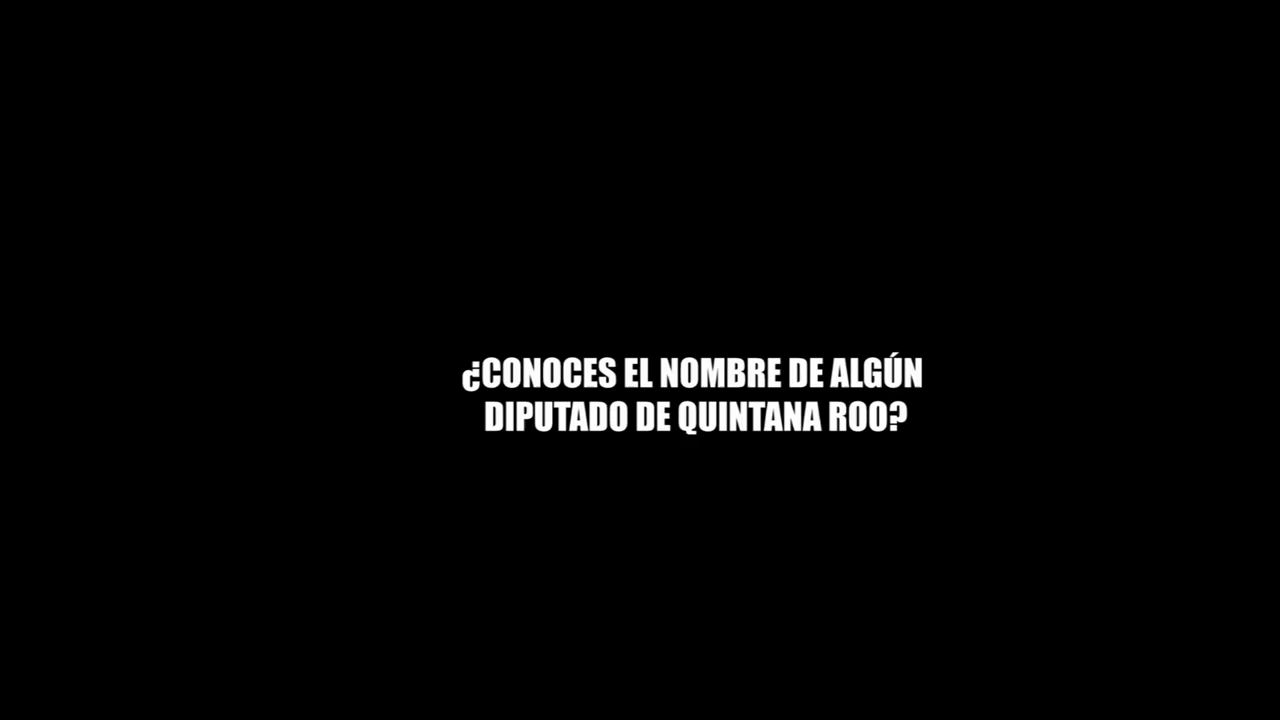 ¿CONOCES EL NOMBRE DE ALGÚN
DIPUTADO DE QUINTANA ROO?